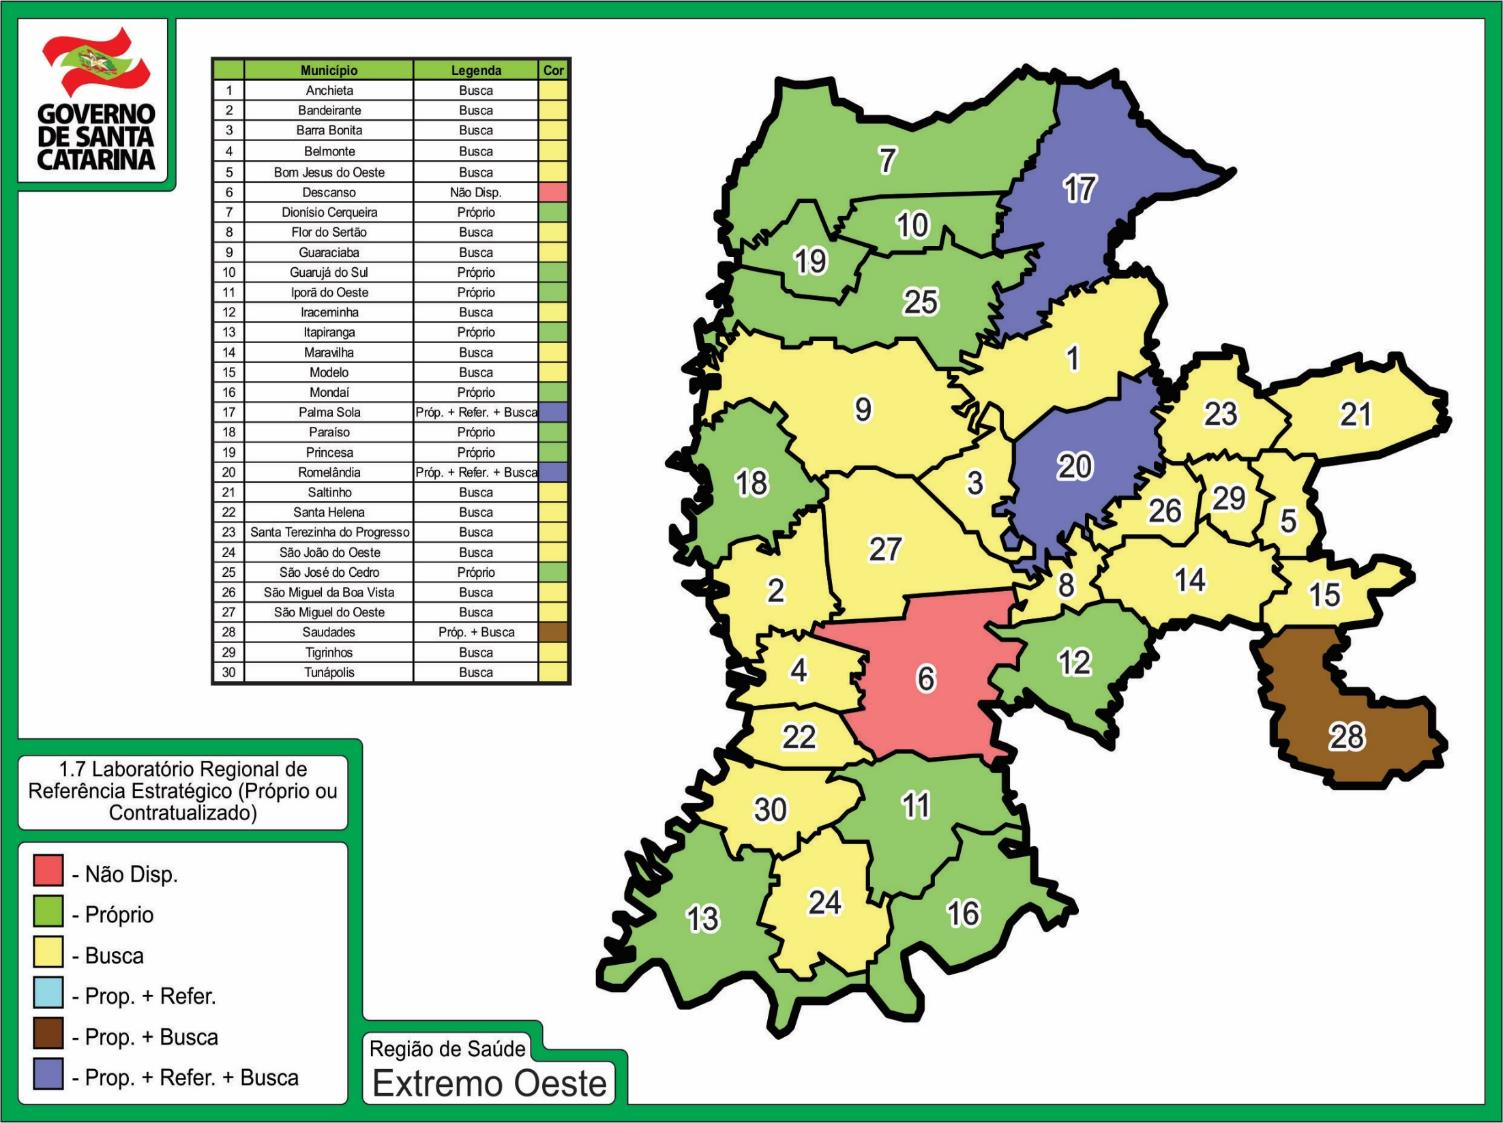 GOVERNO
DE SANTA
CATARINA
Município Legenda Cor
1 Anchieta Busca
2 Bandeirante Busca
3 Barra Bonita Busca
4 Belmonte Busca
5 Bom Jesus do Oeste Busca
6 Descanso Não Disp.
7 Dionísio Cerqueira Próprio
8 Flor do Sertão Busca
9 Guaraciaba Busca
10 Guarujá do Sul Próprio
11 Iporã do Oeste Próprio
12 Iraceminha Busca
13 Itapiranga Próprio
14 Maravilha Busca
15 Modelo Busca
16 Mondaí Próprio
17 Palma Sola Próp. + Refer. + Busca
18 Paraíso Próprio
19 Princesa Próprio
20 Romelândia Próp. + Refer. + Busca
21 Saltinho Busca
22 Santa Helena Busca
23 Santa Terezinha do Progresso Busca
24 São João do Oeste Busca
25 São José do Cedro Próprio
26 São Miguel da Boa Vista Busca
27 São Miguel do Oeste Busca
28 Saudades Próp. + Busca
29 Tigrinhos Busca
30 Tunápolis Busca
7
17
10
19
25
1
9
23
21
20
18
3
26
29
5
27
2
8
14
15
12
4
6
22
28
30
11
24
13
16
1.7 Laboratório Regional de
Referência Estratégico (Próprio ou
Contratualizado)
- Não Disp.
- Próprio
- Busca
- Prop. + Refer.
- Prop. + Busca
- Prop. + Refer. + Busca
Região de Saúde
Extremo Oeste